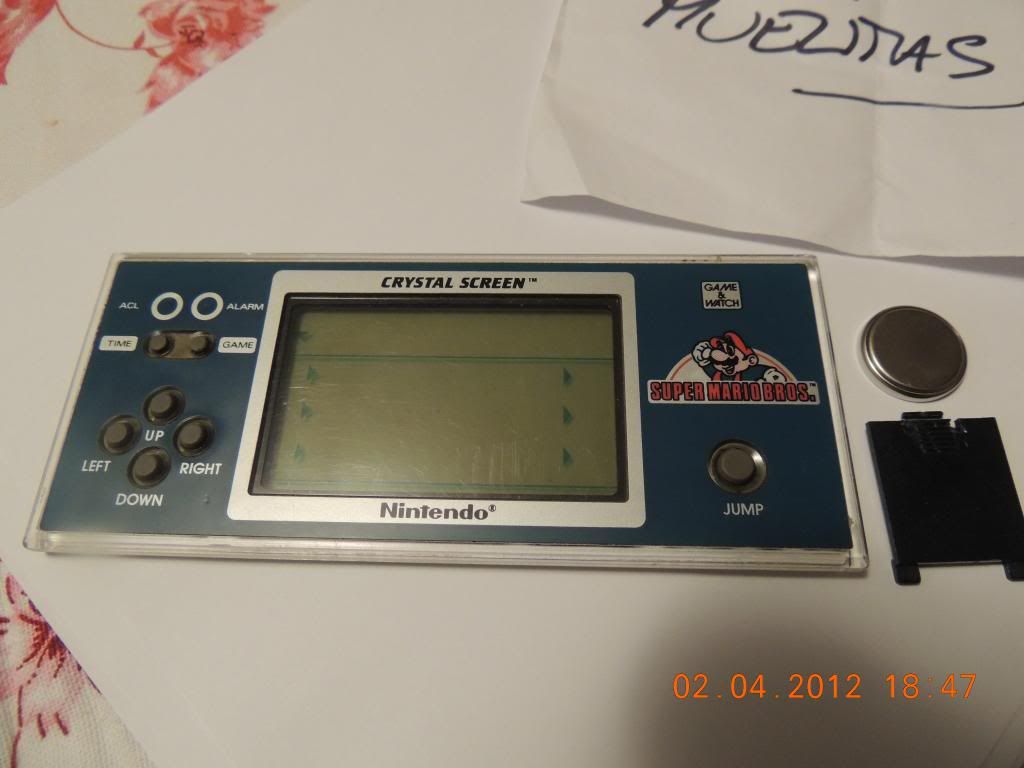 MUELITAS
CRYSTAL SCREEN™
ACL
ALARM
GAME & WATCH
TIME
GAME
SUPER MARIO BROS.™
UP
LEFT
RIGHT
DOWN
Nintendo®
JUMP
02.04.2012 18:47